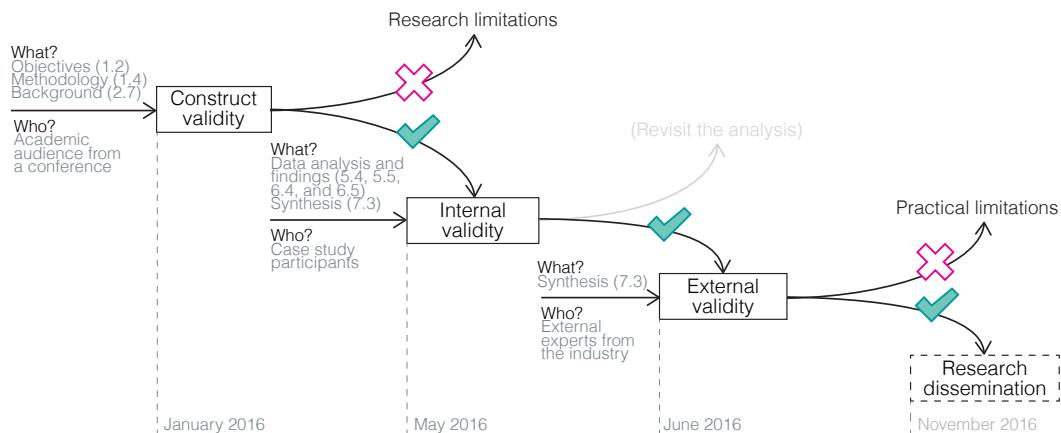 Research limitations
What?
Objectives (1.2)
Methodology (1.4)
Background (2.7)
Construct
validity
Who?
Academic
audience from
a conference
(Revisit the analysis)
What?
Data analysis and
findings (5.4, 5.5,
6.4, and 6.5)
Synthesis (7.3)
Internal
validity
Who?
Case study
participants
Practical limitations
What?
Synthesis (7.3)
External
validity
Who?
External
experts from
the industry
Research
dissemination
January 2016
May 2016
June 2016
November 2016